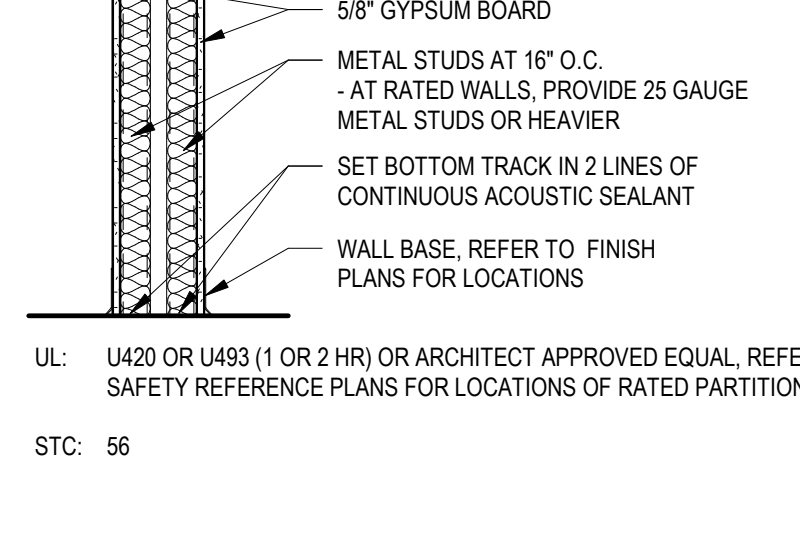 5/8" GYPSUM BOARD
METAL STUDS AT 16" O.C.
- AT RATED WALLS, PROVIDE 25 GAUGE
METAL STUDS OR HEAVIER
SET BOTTOM TRACK IN 2 LINES OF
CONTINUOUS ACOUSTIC SEALANT
WALL BASE, REFER TO FINISH
PLANS FOR LOCATIONS
UL: U420 OR U493 (1 OR 2 HR) OR ARCHITECT APPROVED EQUAL, REFE
SAFETY REFERENCE PLANS FOR LOCATIONS OF RATED PARTITION
STC: 56